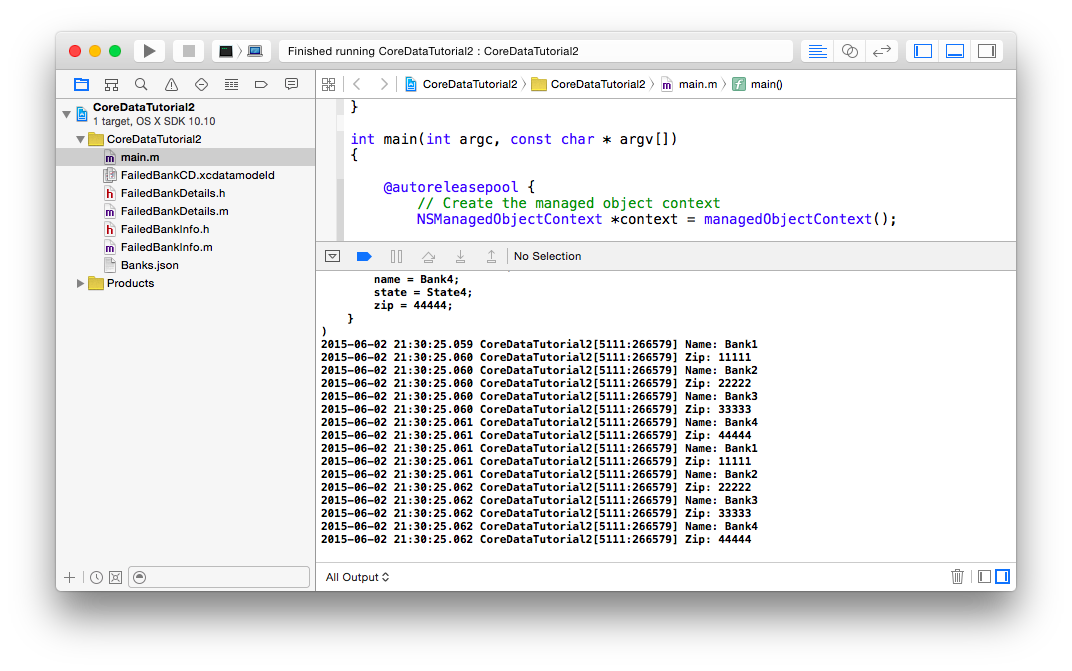 Finished running CoreDataTutorial2 : CoreDataTutorial2
CoreDataTutorial2
1 target, OS X SDK 10.10
CoreDataTutorial2
main.m
FailedBankCD.xcdatamodeld
FailedBankDetails.h
FailedBankDetails.m
FailedBankInfo.h
FailedBankInfo.m
Banks.json
Products
CoreDataTutorial2 〉 CoreDataTutorial2 〉 m main.m 〉 f main()
}
int main(int argc, const char * argv[])
{
@autoreleasepool {
// Create the managed object context
NSManagedObjectContext *context = managedObjectContext();
No Selection
name = Bank4;
state = State4;
zip = 44444;
}
)
2015-06-02 21:30:25.059 CoreDataTutorial2[5111:266579] Name: Bank1
2015-06-02 21:30:25.060 CoreDataTutorial2[5111:266579] Zip: 11111
2015-06-02 21:30:25.060 CoreDataTutorial2[5111:266579] Name: Bank2
2015-06-02 21:30:25.060 CoreDataTutorial2[5111:266579] Zip: 22222
2015-06-02 21:30:25.060 CoreDataTutorial2[5111:266579] Name: Bank3
2015-06-02 21:30:25.060 CoreDataTutorial2[5111:266579] Zip: 33333
2015-06-02 21:30:25.061 CoreDataTutorial2[5111:266579] Name: Bank4
2015-06-02 21:30:25.061 CoreDataTutorial2[5111:266579] Zip: 44444
2015-06-02 21:30:25.061 CoreDataTutorial2[5111:266579] Name: Bank1
2015-06-02 21:30:25.061 CoreDataTutorial2[5111:266579] Zip: 11111
2015-06-02 21:30:25.061 CoreDataTutorial2[5111:266579] Name: Bank2
2015-06-02 21:30:25.062 CoreDataTutorial2[5111:266579] Zip: 22222
2015-06-02 21:30:25.062 CoreDataTutorial2[5111:266579] Name: Bank3
2015-06-02 21:30:25.062 CoreDataTutorial2[5111:266579] Zip: 33333
2015-06-02 21:30:25.062 CoreDataTutorial2[5111:266579] Name: Bank4
2015-06-02 21:30:25.062 CoreDataTutorial2[5111:266579] Zip: 44444
All Output